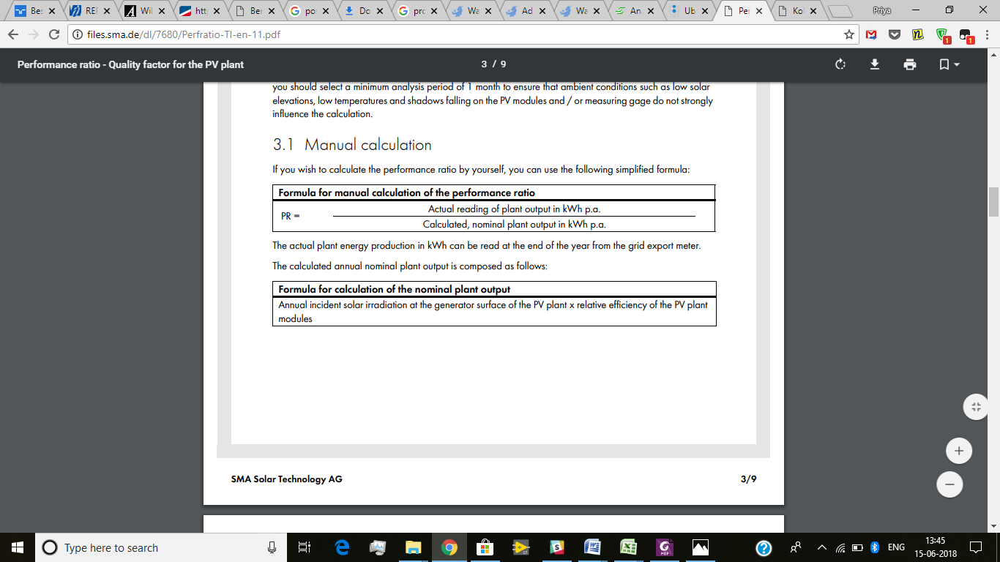 Bes
REF
Wil
http
Ber
po
Do
pro
Wa
Ad
Wa
An
Ub
Per
Kol
Priya
files.sma.de/dl/7680/Perfratio-TI-en-11.pdf
1
1
Performance ratio - Quality factor for the PV plant
3 / 9
you should select a minimum analysis period of 1 month to ensure that ambient conditions such as low solar
elevations, low temperatures and shadows falling on the PV modules and / or measuring gage do not strongly
influence the calculation.
3.1 Manual calculation
If you wish to calculate the performance ratio by yourself, you can use the following simplified formula:
Formula for manual calculation of the performance ratio
PR =
Actual reading of plant output in kWh p.a.
Calculated, nominal plant output in kWh p.a.
The actual plant energy production in kWh can be read at the end of the year from the grid export meter.
The calculated annual nominal plant output is composed as follows:
Formula for calculation of the nominal plant output
Annual incident solar irradiation at the generator surface of the PV plant x relative efficiency of the PV plant
modules
SMA Solar Technology AG
3/9
Type here to search
ENG
13:45
15-06-2018